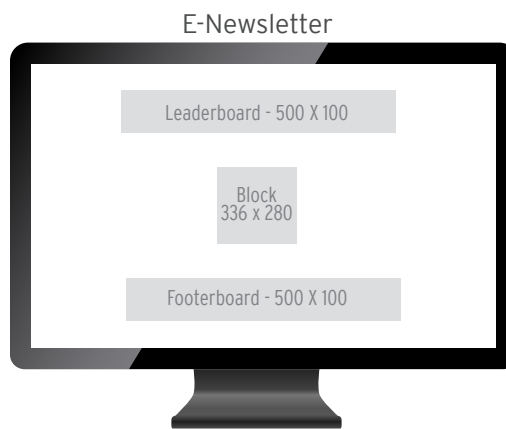 E-Newsletter
Leaderboard - 500 X 100
Block
336 x 280
Footerboard - 500 X 100